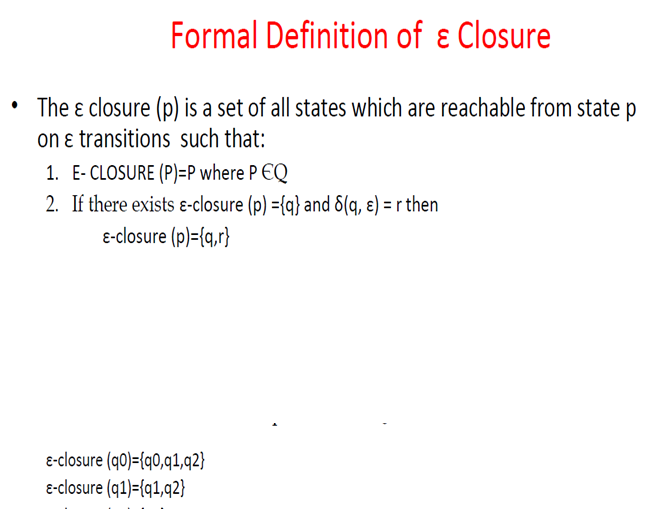 Formal Definition of ε Closure
• The ε closure (p) is a set of all states which are reachable from state p
on ε transitions such that:
1. E- CLOSURE (P)=P where P ∈Q
2. If there exists ε-closure (p) ={q} and δ(q, ε) = r then
ε-closure (p)={q,r}
ε-closure (q0)={q0,q1,q2}
ε-closure (q1)={q1,q2}